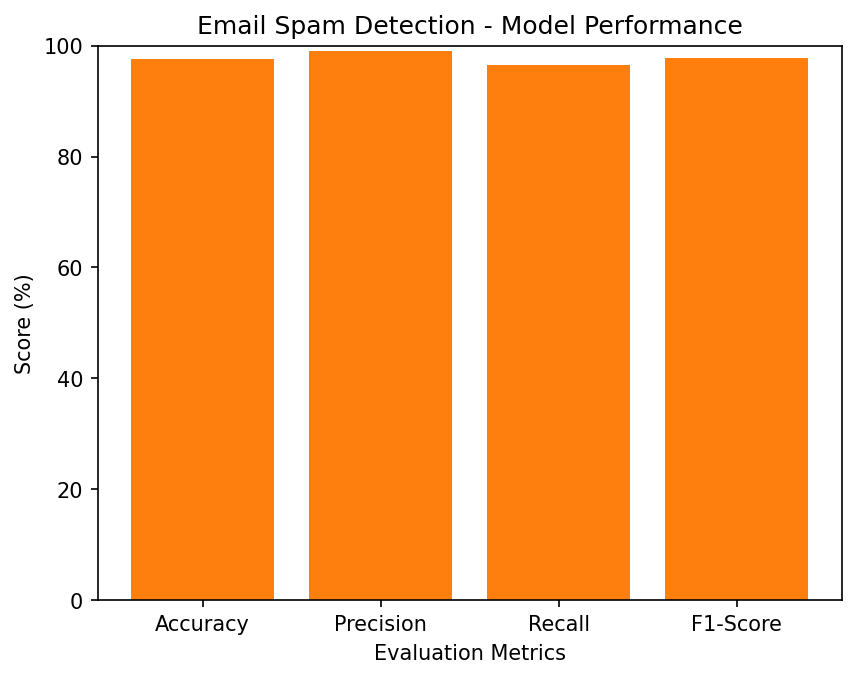 Email Spam Detection - Model Performance
Score (%)
100
80
60
40
20
0
Accuracy Precision Recall F1-Score
Evaluation Metrics